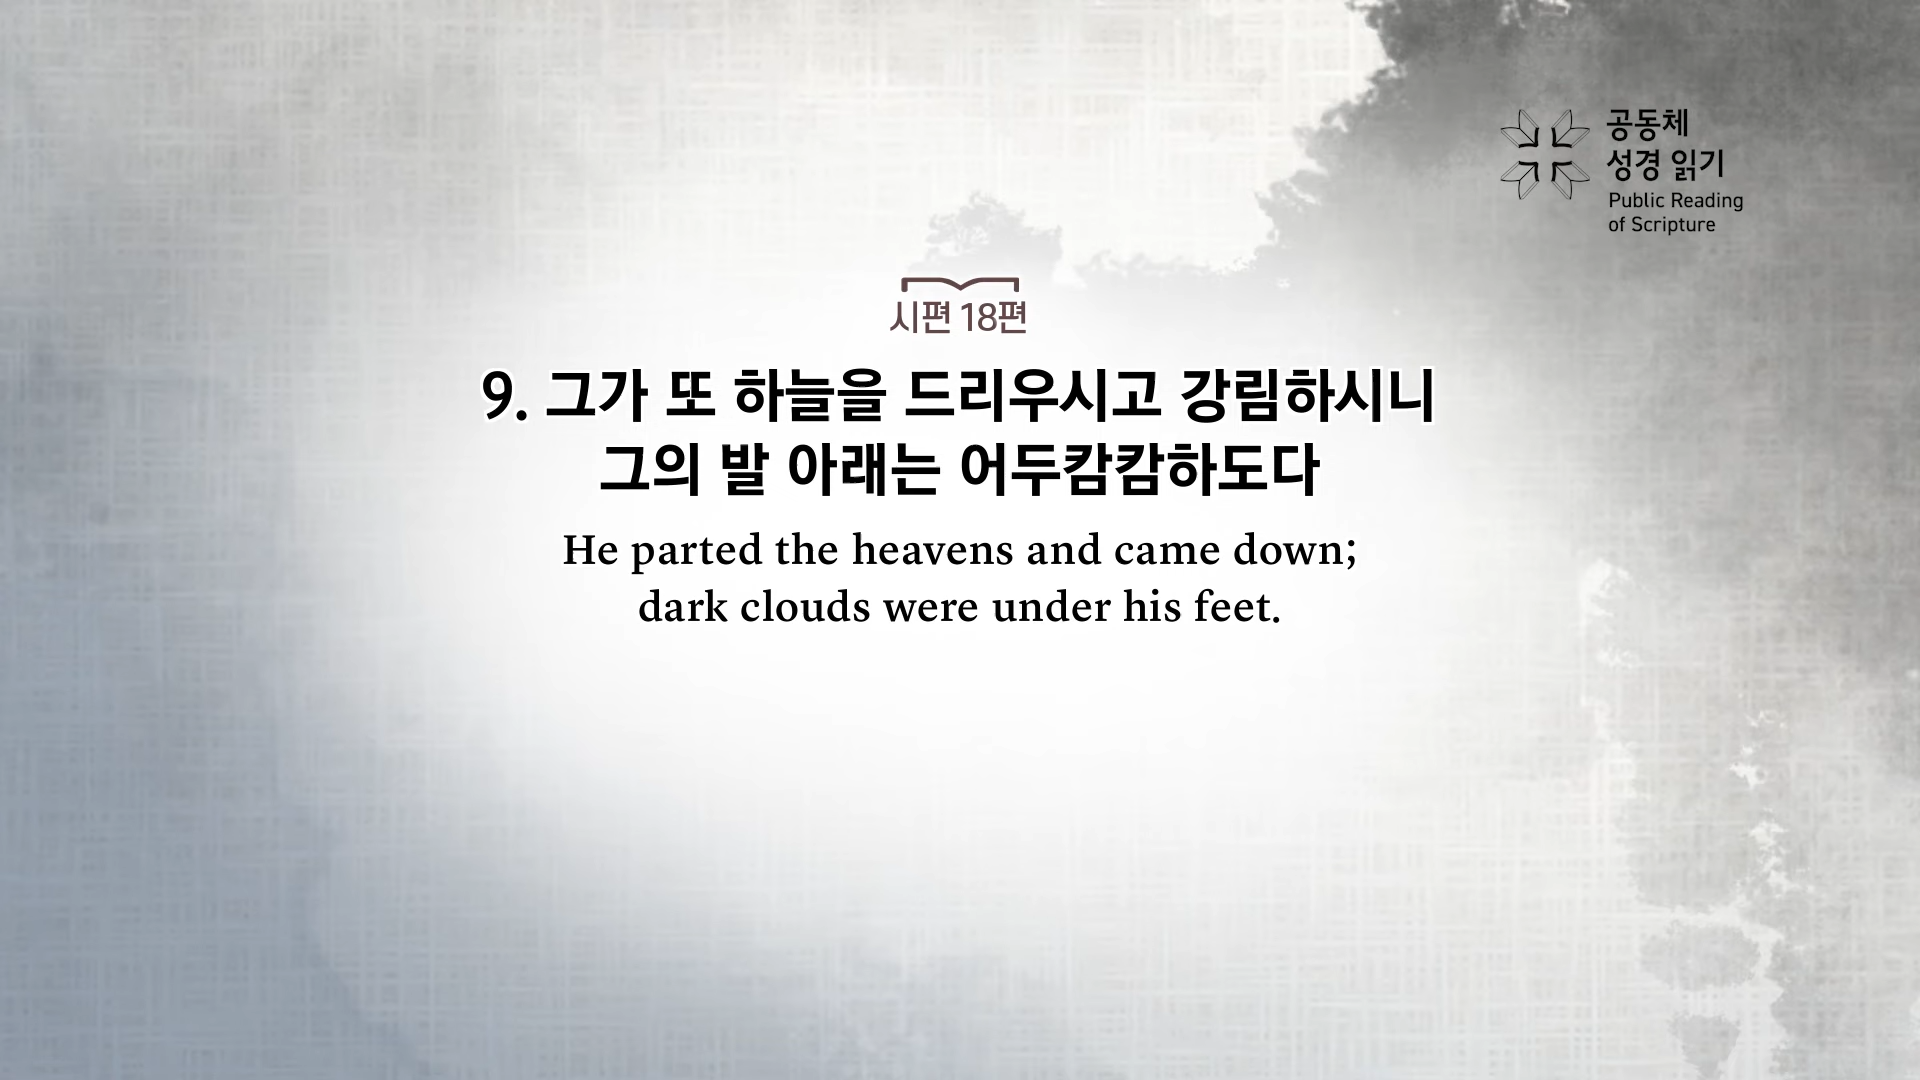 공동체
성경 읽기
Public Reading
of Scripture
시편 18편
9. 그가 또 하늘을 드리우시고 강림하시니
그의 발 아래는 어두캄캄하도다
He parted the heavens and came down;
dark clouds were under his feet.